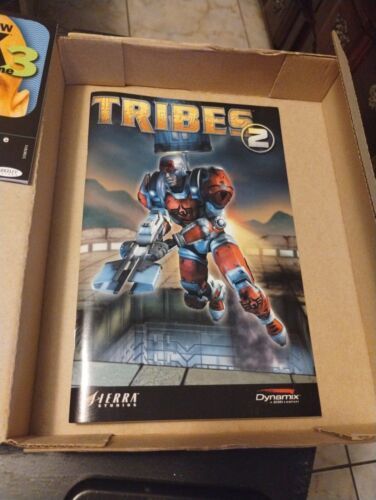 TRIBES 2
SIERRA
STUDIOS
Dynamix
3